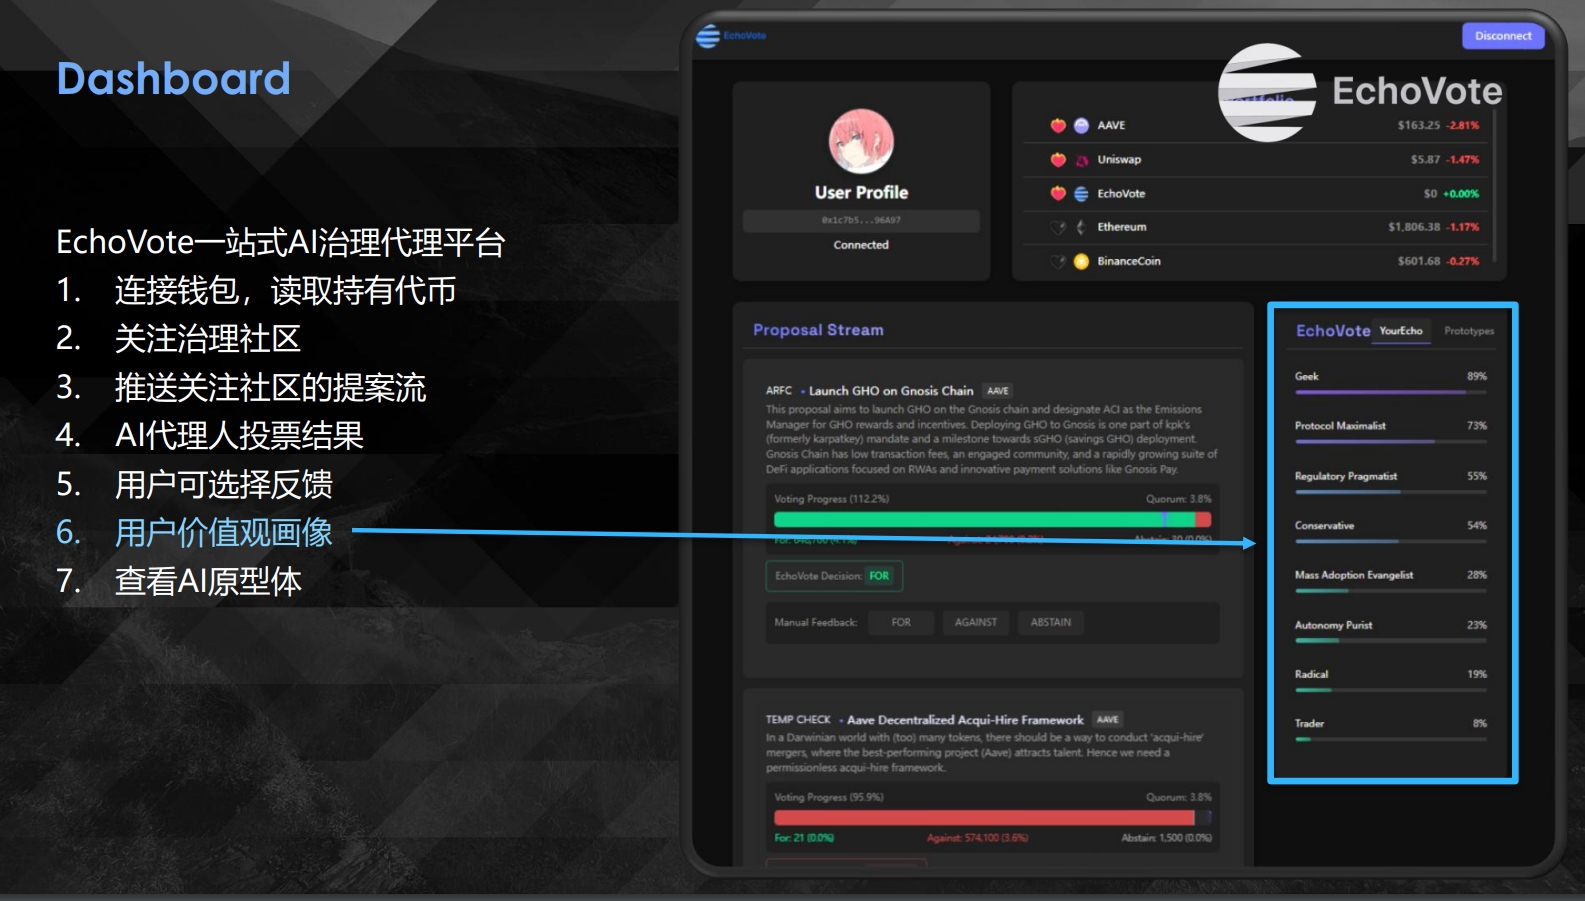 Dashboard
EchoVote一站式AI治理代理平台
1. 连接钱包，读取持有代币
2. 关注治理社区
3. 推送关注社区的提案流
4. AI代理人投票结果
5. 用户可选择反馈
6. 用户价值观画像
7. 查看AI原型体
EchoVote
Disconnect
EchoVote
User Profile
0x1c7b5...96A97
Connected
AAVE $163.25 -2.81%
Uniswap $5.87 -1.47%
EchoVote $0 +0.00%
Ethereum $1,806.38 -1.17%
BinanceCoin $601.68 -0.27%
Proposal Stream
ARFC • Launch GHO on Gnosis Chain AAVE
This proposal aims to launch GHO on the Gnosis chain and designate ACI as the Emissions
Manager for GHO rewards and incentives. Deploying GHO to Gnosis is one part of kpk's
(formerly karpatkey) mandate and a milestone towards sGHO (savings GHO) deployment.
Gnosis Chain has low transaction fees, an engaged community, and a rapidly growing suite of
DeFi applications focused on RWAs and innovative payment solutions like Gnosis Pay.
Voting Progress (112.2%) Quorum: 3.8%
EchoVote Decision: FOR
Manual Feedback: FOR AGAINST ABSTAIN
TEMP CHECK • Aave Decentralized Acqui-Hire Framework AAVE
In a Darwinian world with (too) many tokens, there should be a way to conduct 'acqui-hire'
mergers, where the best-performing project (Aave) attracts talent. Hence we need a
permissionless acqui-hire framework.
Voting Progress (95.9%) Quorum: 3.8%
For: 21 (0.0%) Against: 574,100 (3.6%) Abstain: 1,500 (0.0%)
EchoVote YourEcho Prototypes
Geek 89%
Protocol Maximalist 73%
Regulatory Pragmatist 55%
Conservative 54%
Mass Adoption Evangelist 28%
Autonomy Purist 23%
Radical 19%
Trader 8%